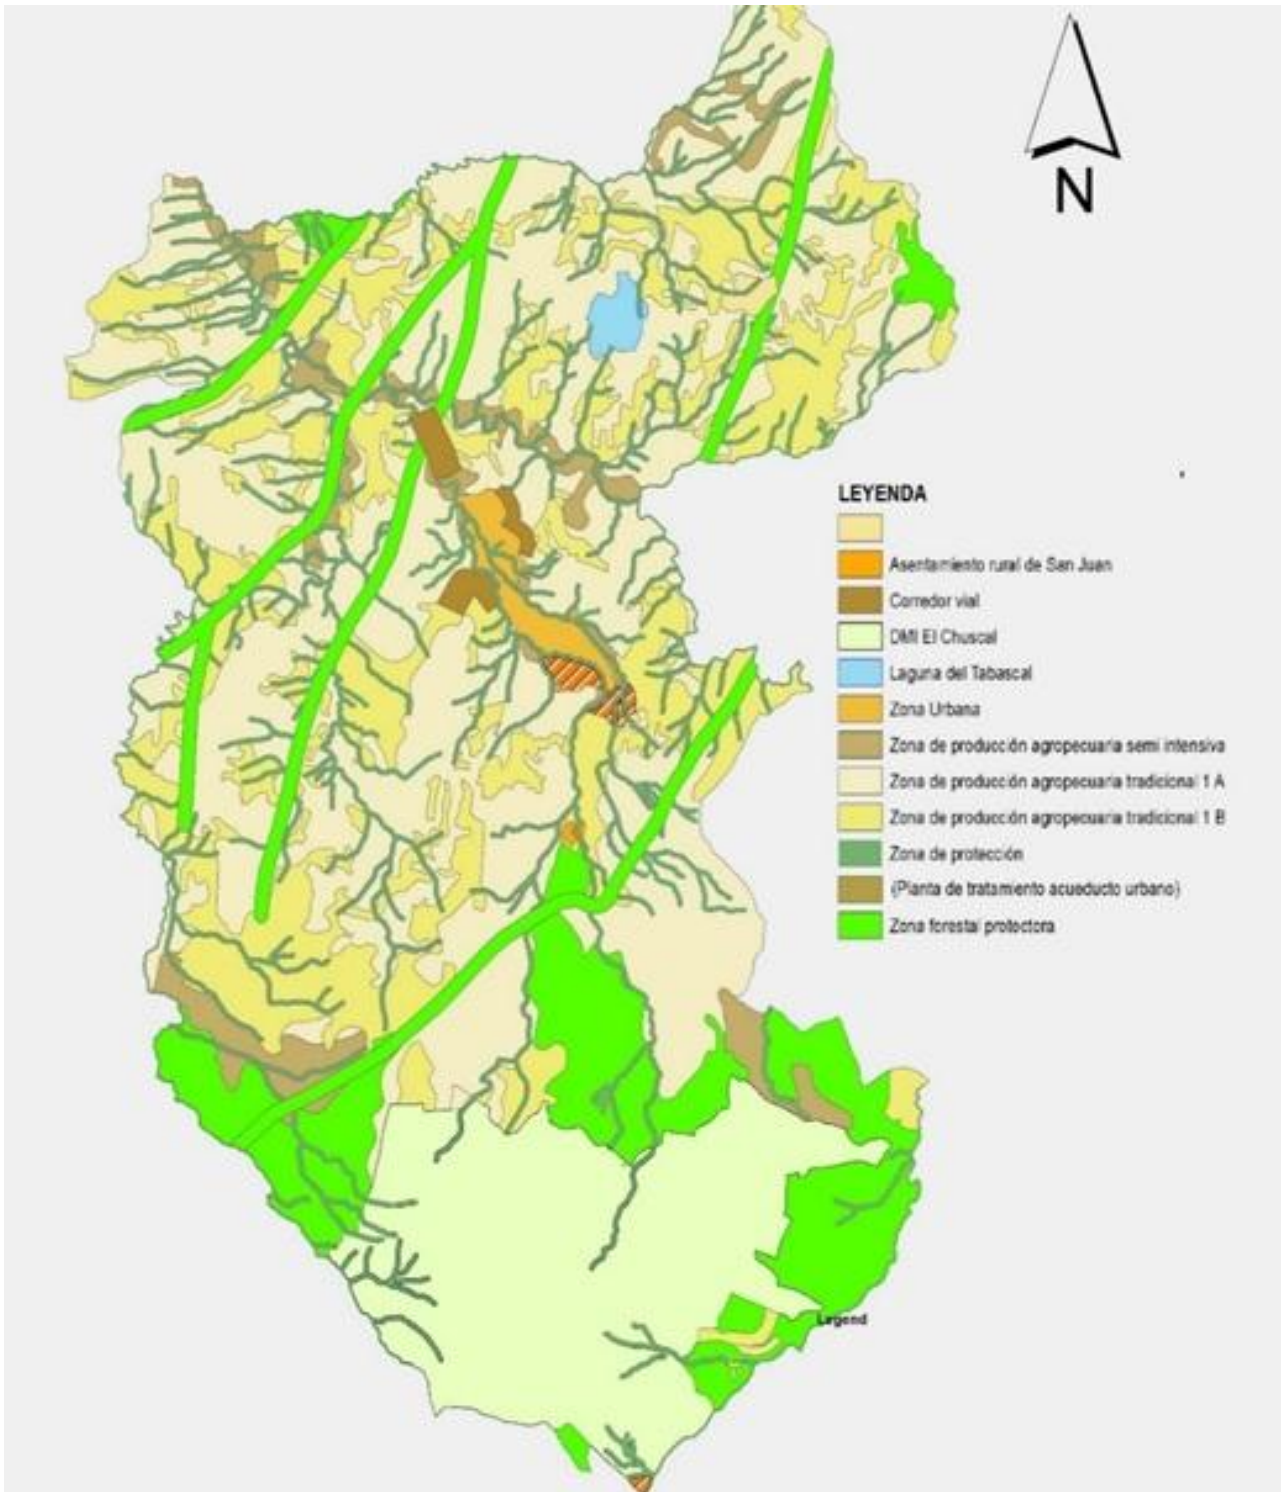 N
LEYENDA
Asentamiento rural de San Juan
Corredor vial
DMI El Chuscal
Laguna del Tabascal
Zona Urbana
Zona de producción agropecuaria semi intensiva
Zona de producción agropecuaria tradicional 1 A
Zona de producción agropecuaria tradicional 1 B
Zona de protección
(Planta de tratamiento acueducto urbano)
Zona forestal protectora
Legend